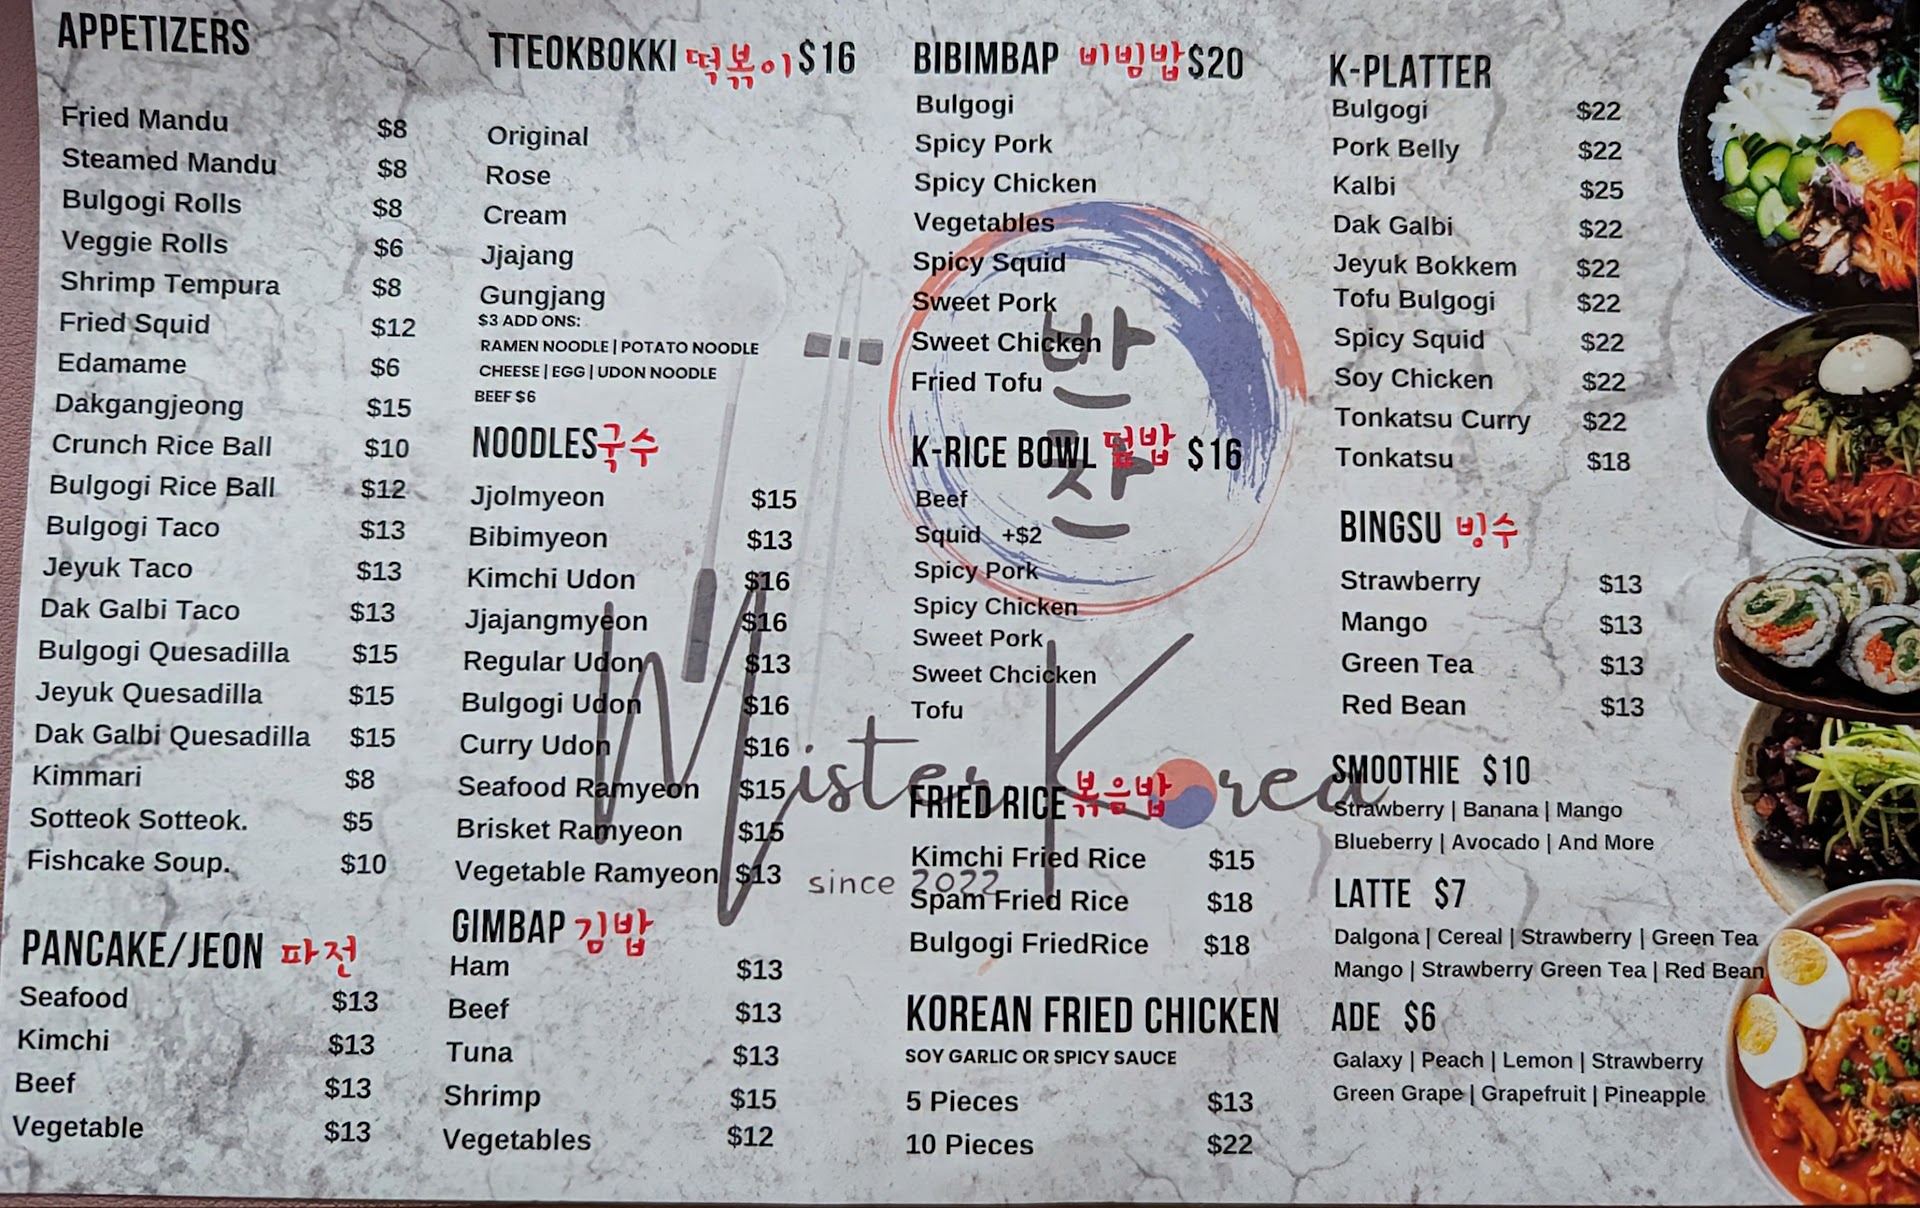 APPETIZERS
Fried Mandu $8
Steamed Mandu $8
Bulgogi Rolls $8
Veggie Rolls $6
Shrimp Tempura $8
Fried Squid $12
Edamame $6
Dakgangjeong $15
Crunch Rice Ball $10
Bulgogi Rice Ball $12
Bulgogi Taco $13
Jeyuk Taco $13
Dak Galbi Taco $13
Bulgogi Quesadilla $15
Jeyuk Quesadilla $15
Dak Galbi Quesadilla $15
Kimmari $8
Sotteok Sotteok. $5
Fishcake Soup. $10
PANCAKE/JEON 파전
Seafood $13
Kimchi $13
Beef $13
Vegetable $13
TTEOKBOKKI 떡볶이 $16
Original
Rose
Cream
Jjajang
Gungjang
$3 ADD ONS:
RAMEN NOODLE | POTATO NOODLE
CHEESE | EGG | UDON NOODLE
BEEF $6
NOODLES 국수
Jjolmyeon $15
Bibimyeon $13
Kimchi Udon $16
Jjajangmyeon $16
Regular Udon $13
Bulgogi Udon $16
Curry Udon $16
Seafood Ramyeon $15
Brisket Ramyeon $15
Vegetable Ramyeon $13
GIMBAP 김밥
Ham $13
Beef $13
Tuna $13
Shrimp $15
Vegetables $12
BIBIMBAP 비빔밥 $20
Bulgogi
Spicy Pork
Spicy Chicken
Vegetables
Spicy Squid
Sweet Pork
Sweet Chicken
Fried Tofu
K-RICE BOWL 덮밥 $16
Beef
Squid +$2
Spicy Pork
Spicy Chicken
Sweet Pork
Sweet Chcicken
Tofu
FRIED RICE 볶음밥
Kimchi Fried Rice $15
Spam Fried Rice $18
Bulgogi FriedRice $18
KOREAN FRIED CHICKEN
SOY GARLIC OR SPICY SAUCE
5 Pieces $13
10 Pieces $22
K-PLATTER
Bulgogi $22
Pork Belly $22
Kalbi $25
Dak Galbi $22
Jeyuk Bokkem $22
Tofu Bulgogi $22
Spicy Squid $22
Soy Chicken $22
Tonkatsu Curry $22
Tonkatsu $18
BINGSU 빙수
Strawberry $13
Mango $13
Green Tea $13
Red Bean $13
SMOOTHIE $10
Strawberry | Banana | Mango
Blueberry | Avocado | And More
LATTE $7
Dalgona | Cereal | Strawberry | Green Tea
Mango | Strawberry Green Tea | Red Bean
ADE $6
Galaxy | Peach | Lemon | Strawberry
Green Grape | Grapefruit | Pineapple
반찬
Mister Korea
since 2022